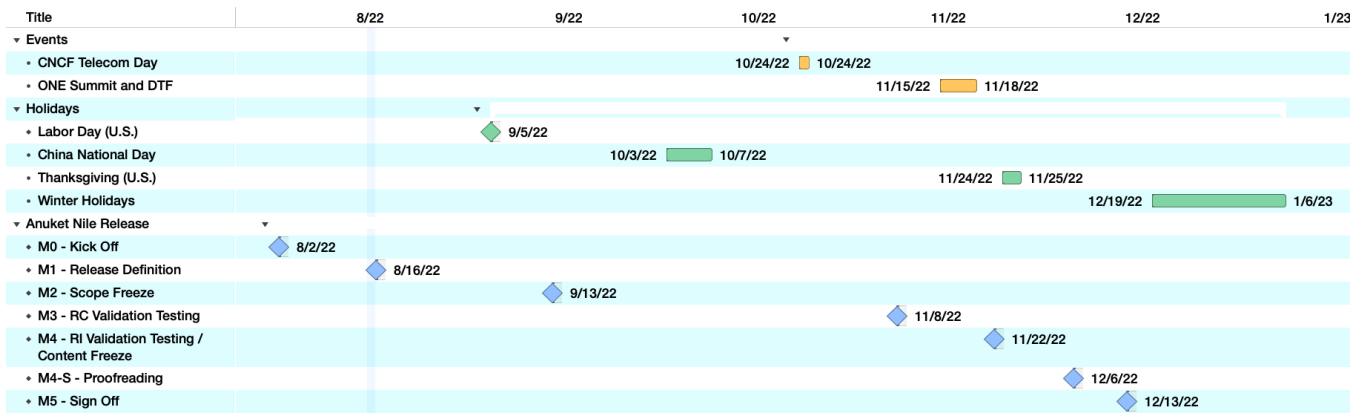 Title 8/22 9/22 10/22 11/22 12/22 1/23
Events
CNCF Telecom Day 10/24/22 10/24/22
ONE Summit and DTF 11/15/22 11/18/22
Holidays
Labor Day (U.S.) 9/5/22
China National Day 10/3/22 10/7/22
Thanksgiving (U.S.) 11/24/22 11/25/22
Winter Holidays 12/19/22 1/6/23
Anuket Nile Release
M0 - Kick Off 8/2/22
M1 - Release Definition 8/16/22
M2 - Scope Freeze 9/13/22
M3 - RC Validation Testing 11/8/22
M4 - RI Validation Testing / 11/22/22
Content Freeze
M4-S - Proofreading 12/6/22
M5 - Sign Off 12/13/22